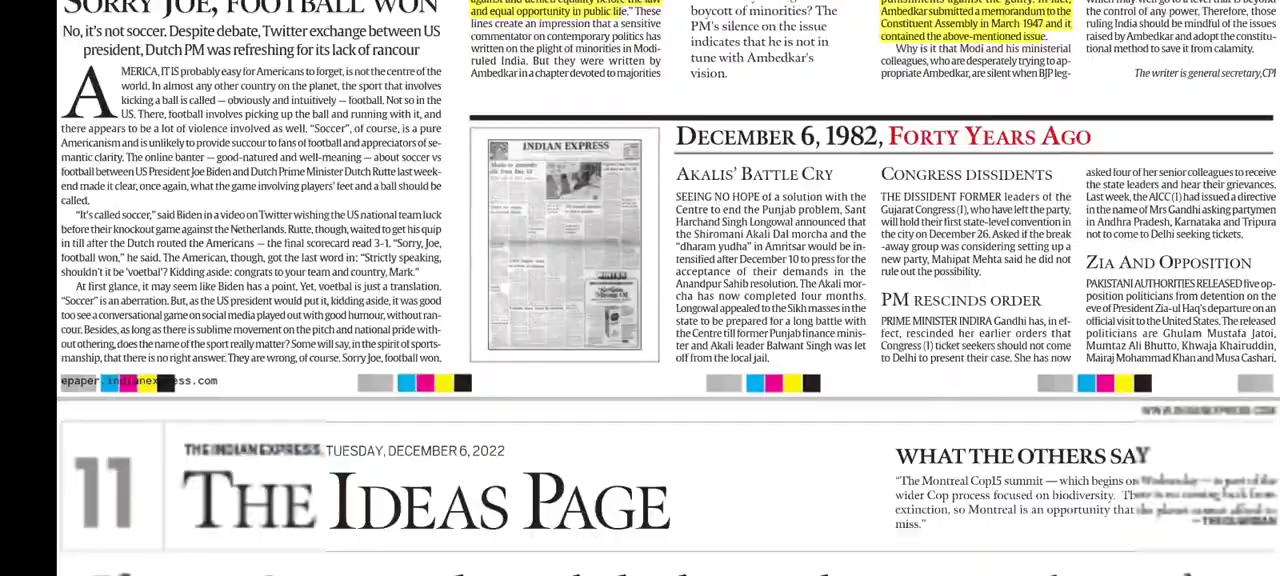 SORRY JOE, FOOTBALL WON
No, it's not soccer. Despite debate, Twitter exchange between US
president, Dutch PM was refreshing for its lack of rancour
AMERICA, IT IS probably easy for Americans to forget, is not the centre of the
world. In almost any other country on the planet, the sport that involves
kicking a ball is called — obviously and intuitively — football. Not so in the
US. There, football involves picking up the ball and running with it, and
there appears to be a lot of violence involved as well. "Soccer", of course, is a pure
Americanism and is unlikely to provide succour to fans of football and appreciators of se-
mantic clarity. The online banter — good-natured and well-meaning — about soccer vs
football between US President Joe Biden and Dutch Prime Minister Dutch Rutte last week-
end made it clear, once again, what the game involving players' feet and a ball should be
called.
"It's called soccer," said Biden in a video on Twitter wishing the US national team luck
before their knockout game against the Netherlands. Rutte, though, waited to get his quip
in till after the Dutch routed the Americans — the final scorecard read 3-1. "Sorry, Joe,
football won," he said. The American, though, got the last word in: "Strictly speaking,
shouldn't it be 'voetbal'? Kidding aside: congrats to your team and country, Mark."
At first glance, it may seem like Biden has a point. Yet, voetbal is just a translation.
"Soccer" is an aberration. But, as the US president would put it, kidding aside, it was good
too see a conversational game on social media played out with good humour, without ran-
cour. Besides, as long as there is sublime movement on the pitch and national pride with-
out othering, does the name of the sport really matter? Some will say, in the spirit of sports-
manship, that there is no right answer. They are wrong, of course. Sorry Joe, football won.
and equal opportunity in public life." These
lines create an impression that a sensitive
commentator on contemporary politics has
written on the plight of minorities in Modi-
ruled India. But they were written by
Ambedkar in a chapter devoted to majorities
boycott of minorities? The
PM's silence on the issue
indicates that he is not in
tune with Ambedkar's
vision.
punishments against the guilty. In fact,
Ambedkar submitted a memorandum to the
Constituent Assembly in March 1947 and it
contained the above-mentioned issue.
Why is it that Modi and his ministerial
colleagues, who are desperately trying to ap-
propriate Ambedkar, are silent when BJP leg-
the control of any power. Therefore, those
ruling India should be mindful of the issues
raised by Ambedkar and adopt the constitu-
tional method to save it from calamity.
The writer is general secretary, CPI
INDIAN EXPRESS
DECEMBER 6, 1982, FORTY YEARS AGO
AKALIS' BATTLE CRY
SEEING NO HOPE of a solution with the
Centre to end the Punjab problem, Sant
Harchand Singh Longowal announced that
the Shiromani Akali Dal morcha and the
"dharam yudha" in Amritsar would be in-
tensified after December 10 to press for the
acceptance of their demands in the
Anandpur Sahib resolution. The Akali mor-
cha has now completed four months.
Longowal appealed to the Sikh masses in the
state to be prepared for a long battle with
the Centre till former Punjab finance minis-
ter and Akali leader Balwant Singh was let
off from the local jail.
CONGRESS DISSIDENTS
THE DISSIDENT FORMER leaders of the
Gujarat Congress (I), who have left the party,
will hold their first state-level convention in
the city on December 26. Asked if the break
-away group was considering setting up a
new party, Mahipat Mehta said he did not
rule out the possibility.
PM RESCINDS ORDER
PRIME MINISTER INDIRA Gandhi has, in ef-
fect, rescinded her earlier orders that
Congress (I) ticket seekers should not come
to Delhi to present their case. She has now
asked four of her senior colleagues to receive
the state leaders and hear their grievances.
Last week, the AICC (I) had issued a directive
in the name of Mrs Gandhi asking partymen
in Andhra Pradesh, Karnataka and Tripura
not to come to Delhi seeking tickets.
ZIA AND OPPOSITION
PAKISTANI AUTHORITIES RELEASED five op-
position politicians from detention on the
eve of President Zia-ul Haq's departure on an
official visit to the United States. The released
politicians are Ghulam Mustafa Jatoi,
Mumtaz Ali Bhutto, Khwaja Khairuddin,
Mairaj Mohammad Khan and Musa Cashari.
epaper.indianexpress.com
WWW.INDIANEXPRESS.COM
11
THE INDIAN EXPRESS, TUESDAY, DECEMBER 6, 2022
THE IDEAS PAGE
WHAT THE OTHERS SAY
"The Montreal Cop15 summit — which begins on Wednesday — is part of the
wider Cop process focused on biodiversity. There is no coming back from
extinction, so Montreal is an opportunity that the planet cannot afford to
miss."
— THE GUARDIAN